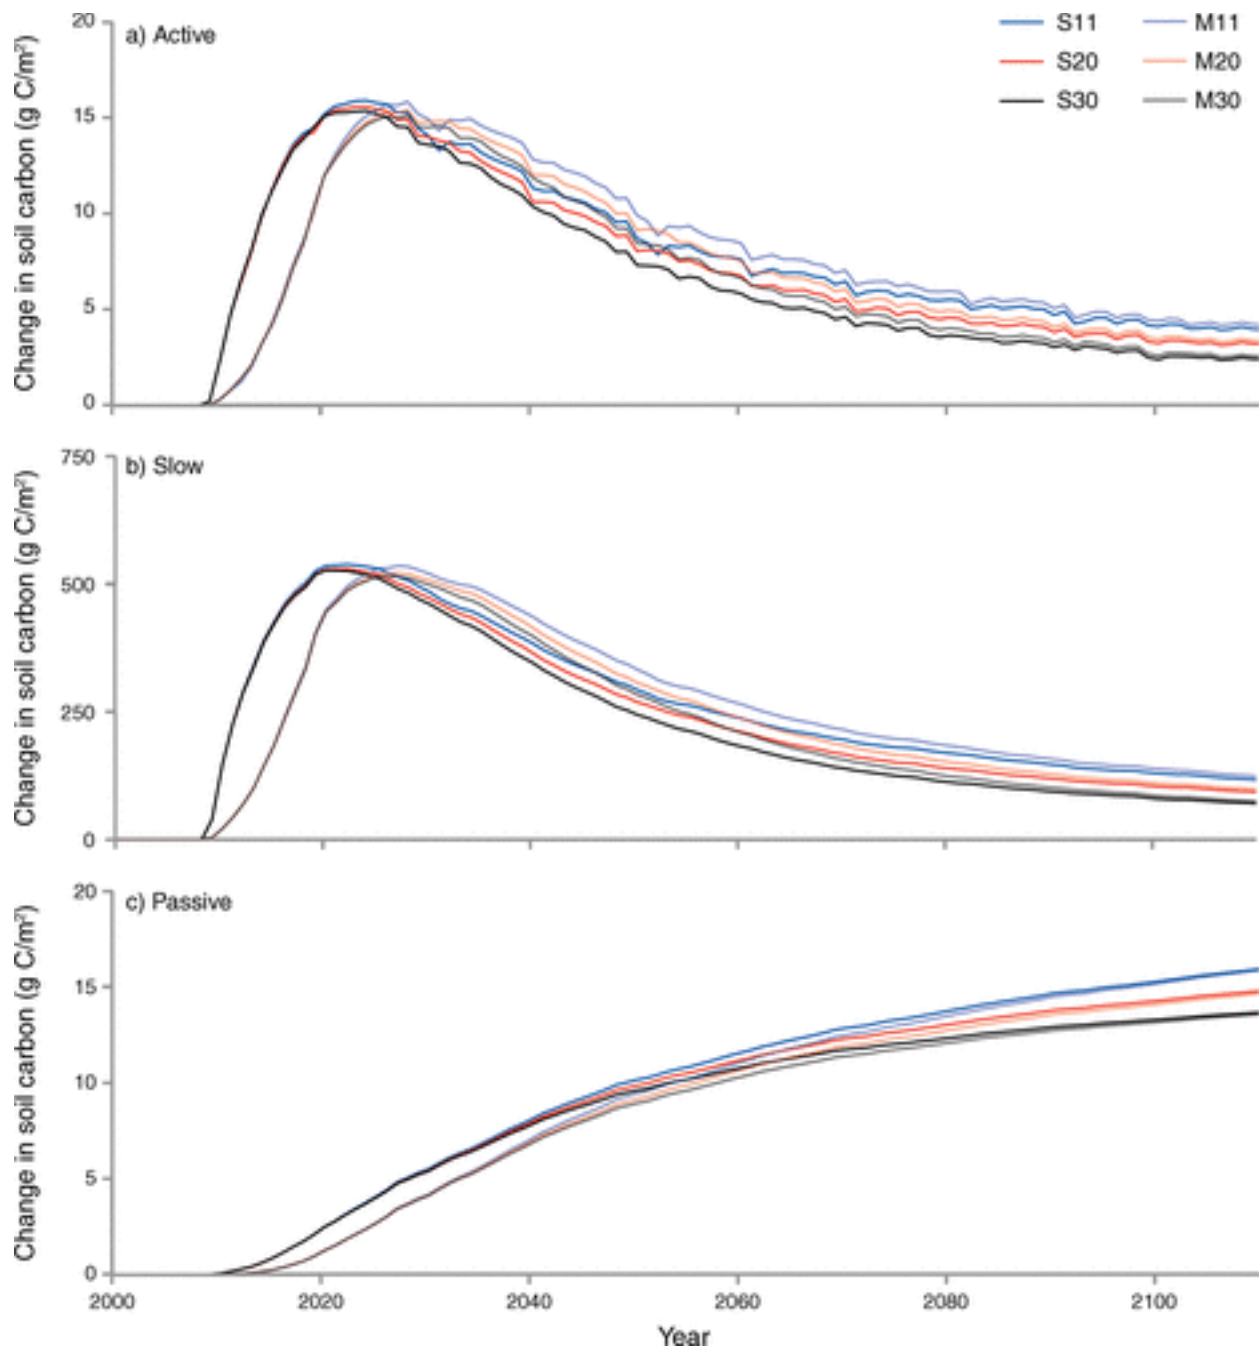 a) Active
S11 M11
S20 M20
S30 M30
Change in soil carbon (g C/m²)
20
15
10
5
0
b) Slow
Change in soil carbon (g C/m²)
750
500
250
0
c) Passive
Change in soil carbon (g C/m²)
20
15
10
5
0
2000 2020 2040 2060 2080 2100
Year